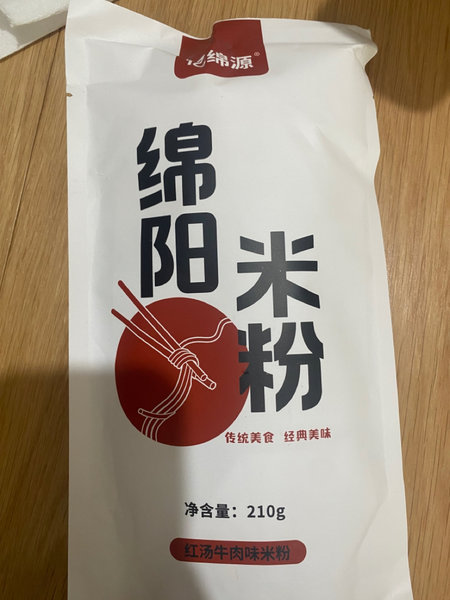 绵源®
绵阳
米粉
传统美食 经典美味
净含量：210g
红汤牛肉味米粉